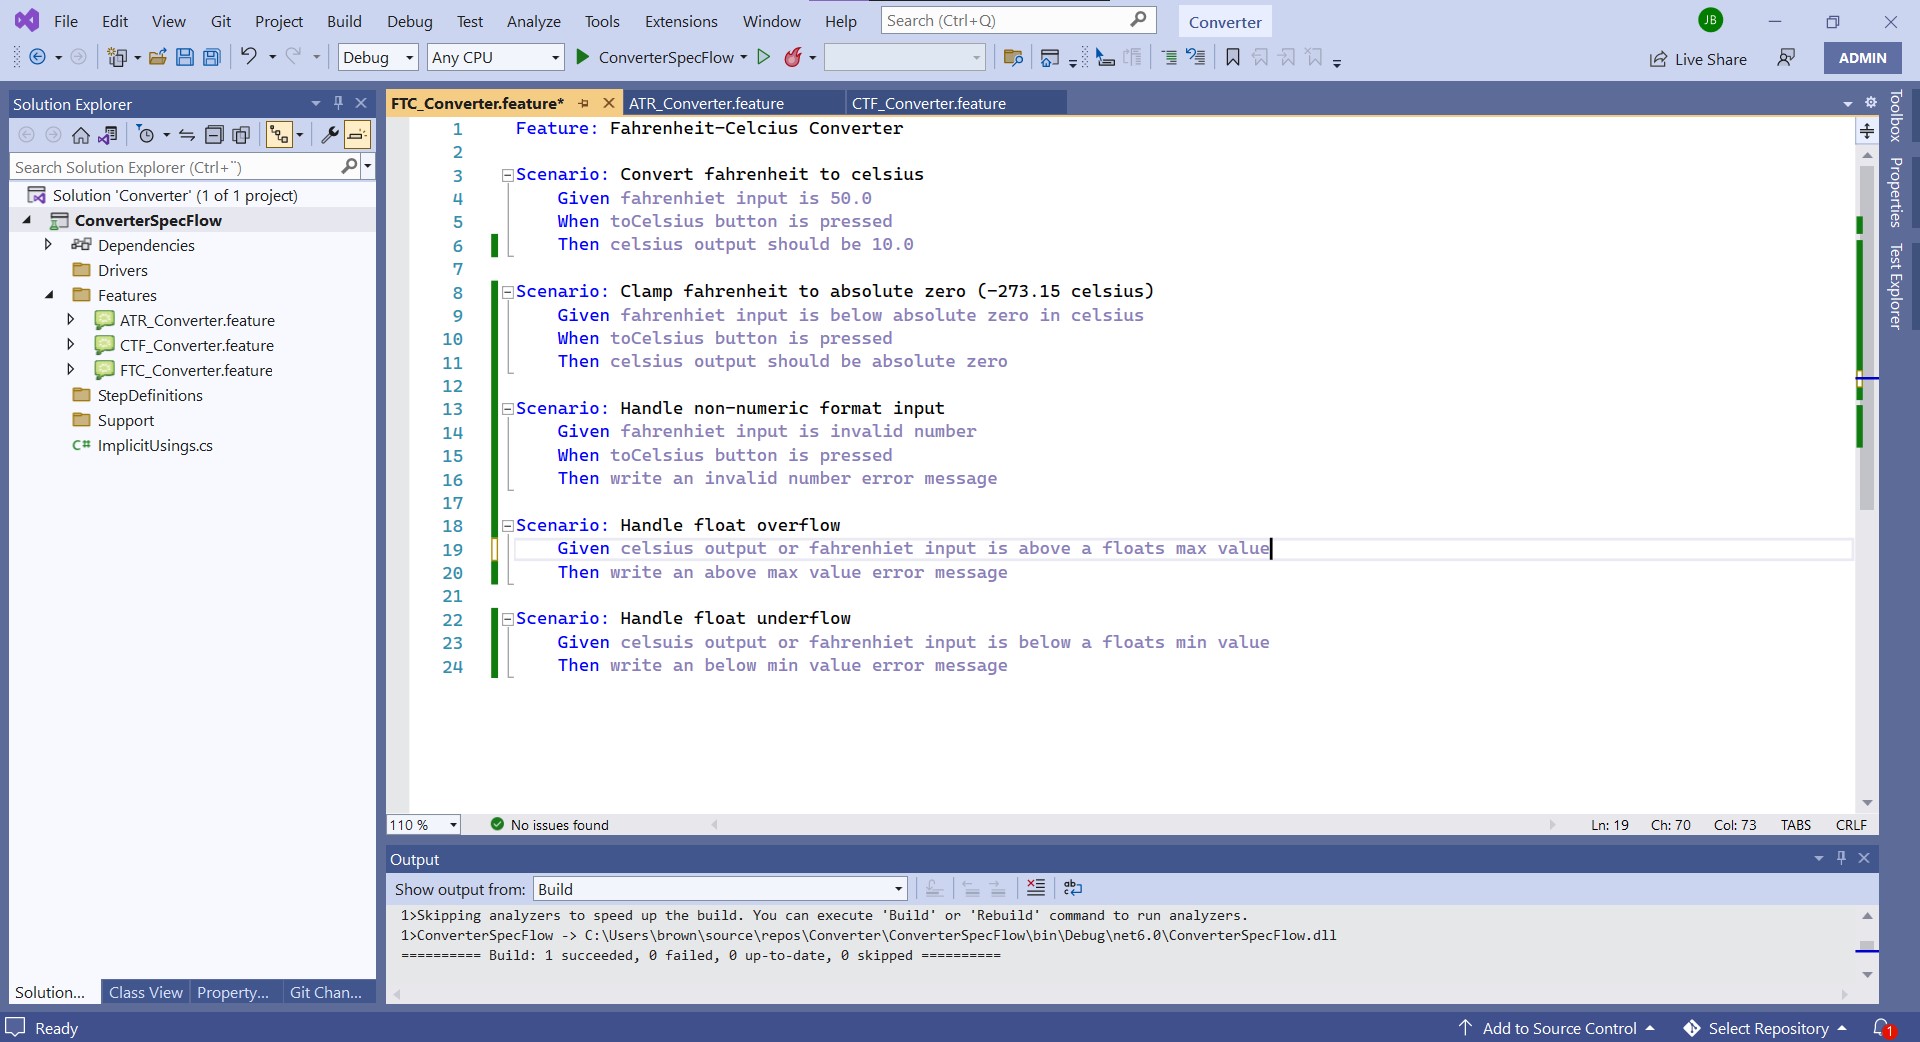 File Edit View Git Project Build Debug Test Analyze Tools Extensions Window Help Search (Ctrl+Q) Converter JB
Debug Any CPU ConverterSpecFlow Live Share ADMIN
Solution Explorer
Search Solution Explorer (Ctrl+¨)
Solution 'Converter' (1 of 1 project)
ConverterSpecFlow
Dependencies
Drivers
Features
ATR_Converter.feature
CTF_Converter.feature
FTC_Converter.feature
StepDefinitions
Support
C# ImplicitUsings.cs
Solution... Class View Property... Git Chan...
FTC_Converter.feature* ATR_Converter.feature CTF_Converter.feature
1 Feature: Fahrenheit-Celcius Converter
2
3 Scenario: Convert fahrenheit to celsius
4 Given fahrenhiet input is 50.0
5 When toCelsius button is pressed
6 Then celsius output should be 10.0
7
8 Scenario: Clamp fahrenheit to absolute zero (-273.15 celsius)
9 Given fahrenhiet input is below absolute zero in celsius
10 When toCelsius button is pressed
11 Then celsius output should be absolute zero
12
13 Scenario: Handle non-numeric format input
14 Given fahrenhiet input is invalid number
15 When toCelsius button is pressed
16 Then write an invalid number error message
17
18 Scenario: Handle float overflow
19 Given celsius output or fahrenhiet input is above a floats max value
20 Then write an above max value error message
21
22 Scenario: Handle float underflow
23 Given celsuis output or fahrenhiet input is below a floats min value
24 Then write an below min value error message
110 % No issues found Ln: 19 Ch: 70 Col: 73 TABS CRLF
Toolbox
Properties
Test Explorer
Output
Show output from: Build
1>Skipping analyzers to speed up the build. You can execute 'Build' or 'Rebuild' command to run analyzers.
1>ConverterSpecFlow -> C:\Users\brown\source\repos\Converter\ConverterSpecFlow\bin\Debug\net6.0\ConverterSpecFlow.dll
========== Build: 1 succeeded, 0 failed, 0 up-to-date, 0 skipped ==========
Ready Add to Source Control Select Repository 1